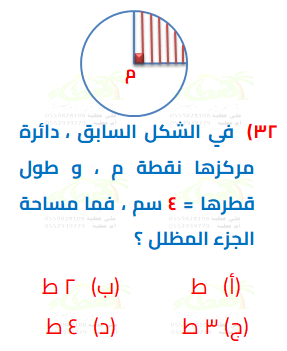 م
٣٢) في الشكل السابق ، دائرة
مركزها نقطة م ، و طول
قطرها = ٤ سم ، فما مساحة
الجزء المظلل ؟
(أ) ط (ب) ٢ ط
(ج) ٣ ط (د) ٤ ط